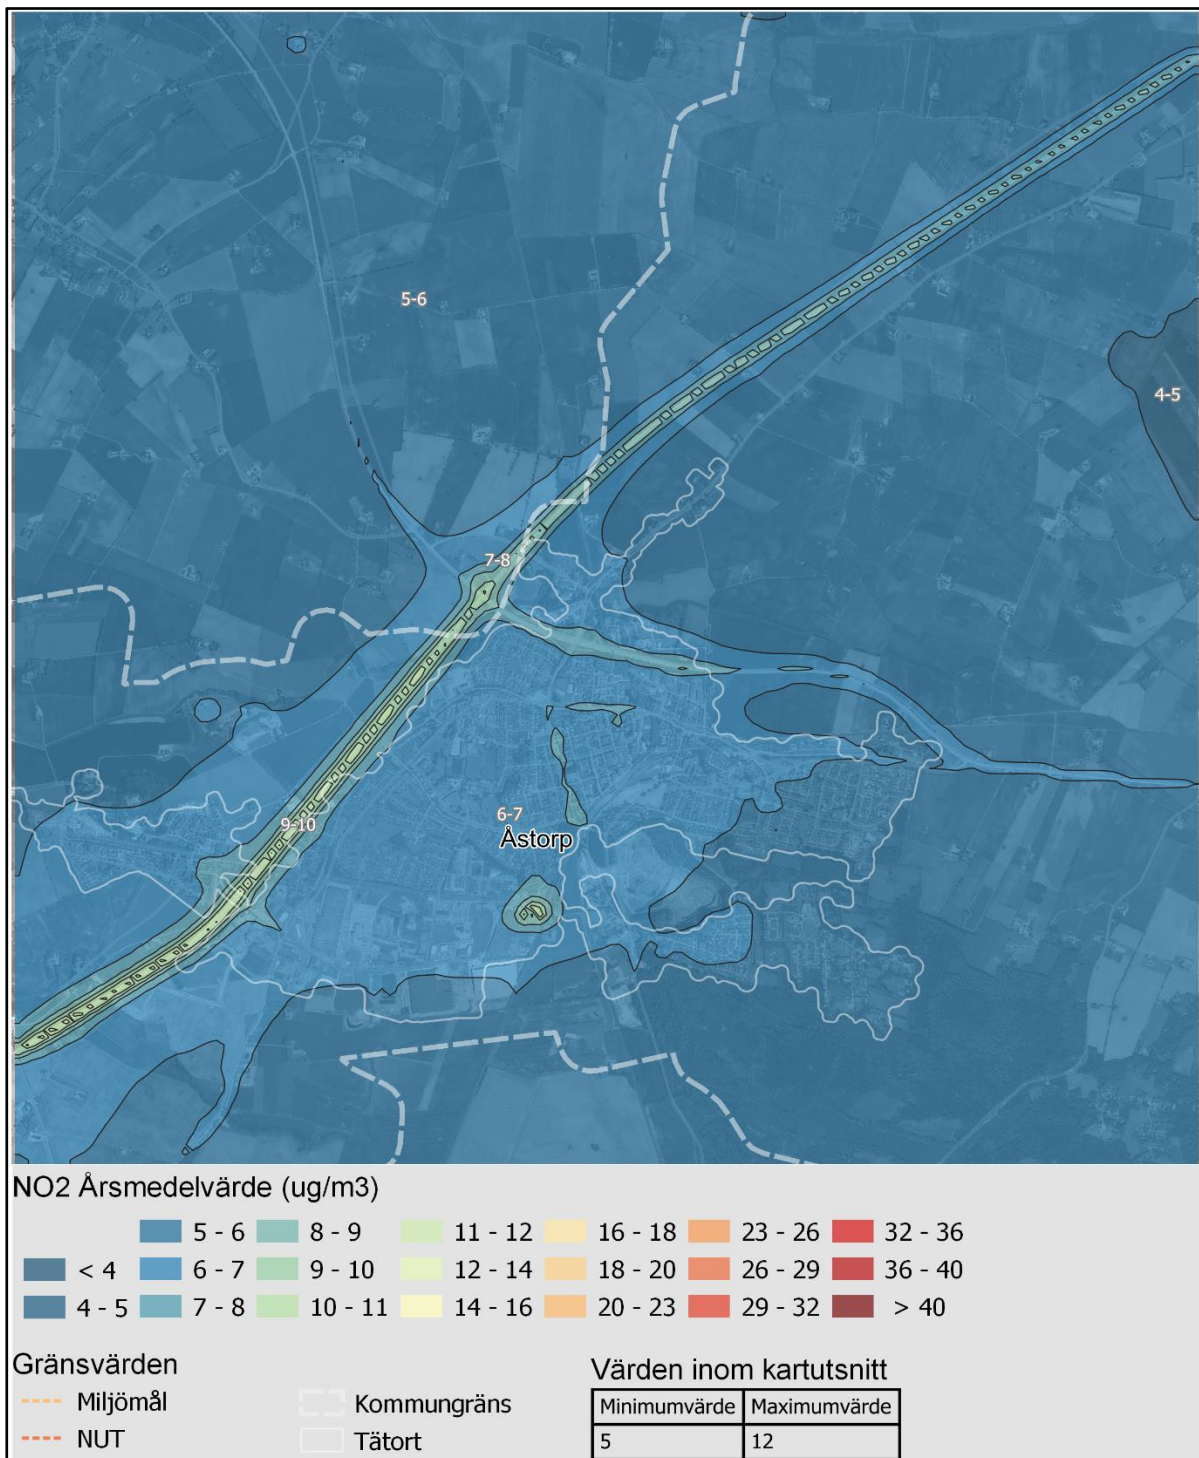 5-6
4-5
7-8
9-10
6-7
Åstorp
NO2 Årsmedelvärde (ug/m3)
5 - 6 8 - 9 11 - 12 16 - 18 23 - 26 32 - 36
< 4 6 - 7 9 - 10 12 - 14 18 - 20 26 - 29 36 - 40
4 - 5 7 - 8 10 - 11 14 - 16 20 - 23 29 - 32 > 40
Gränsvärden
Miljömål
NUT
Kommungräns
Tätort
Värden inom kartutsnitt
Minimumvärde Maximumvärde
5 12